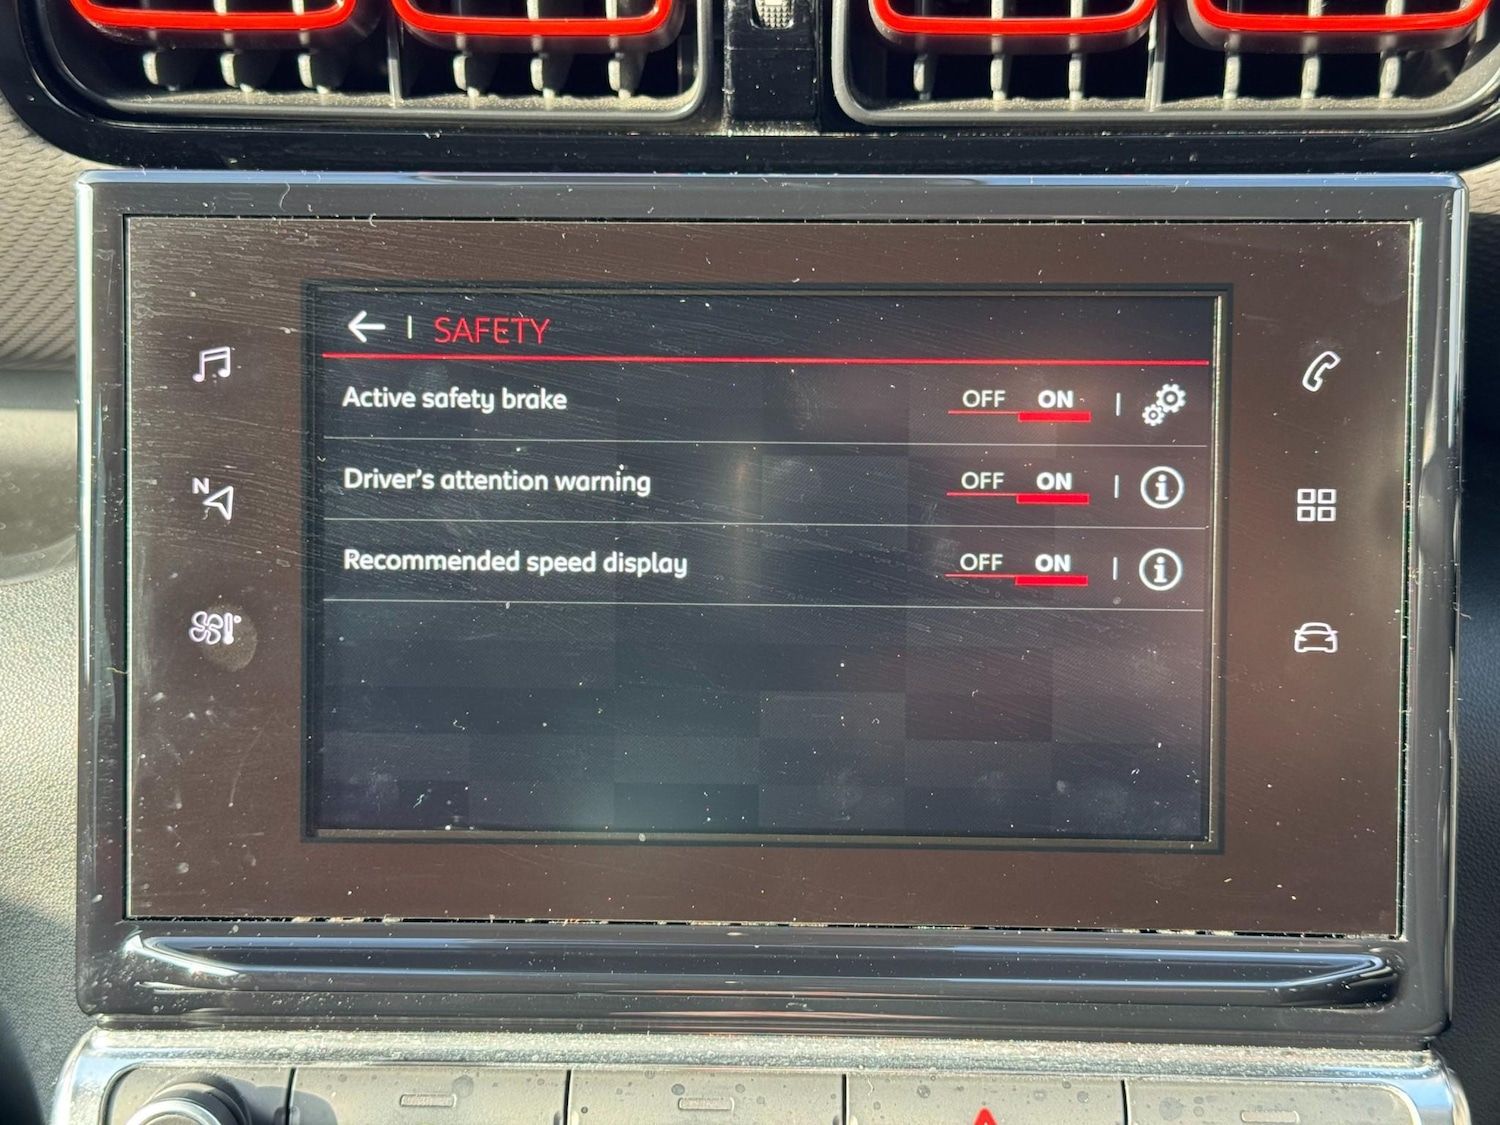 SAFETY
Active safety brake OFF ON
Driver's attention warning OFF ON i
Recommended speed display OFF ON i
N